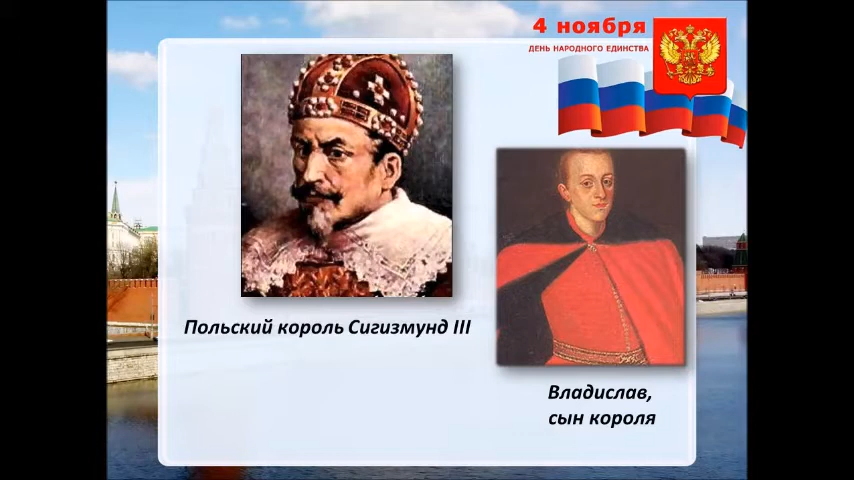 4 ноября
ДЕНЬ НАРОДНОГО ЕДИНСТВА
Польский король Сигизмунд III
Владислав,
сын короля